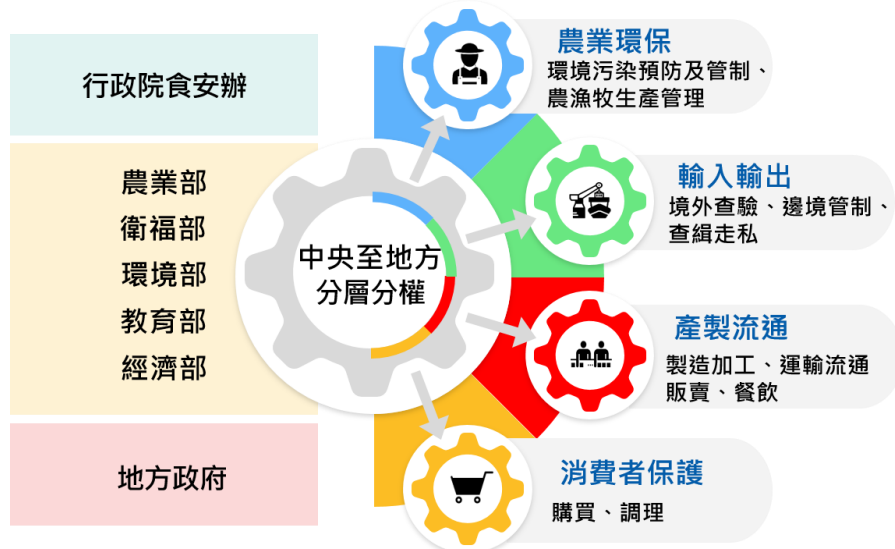 行政院食安辦
農業部
衛福部
環境部
教育部
經濟部
地方政府
中央至地方
分層分權
農業環保
環境污染預防及管制、
農漁牧生產管理
輸入輸出
境外查驗、邊境管制、
查緝走私
產製流通
製造加工、運輸流通
販賣、餐飲
消費者保護
購買、調理